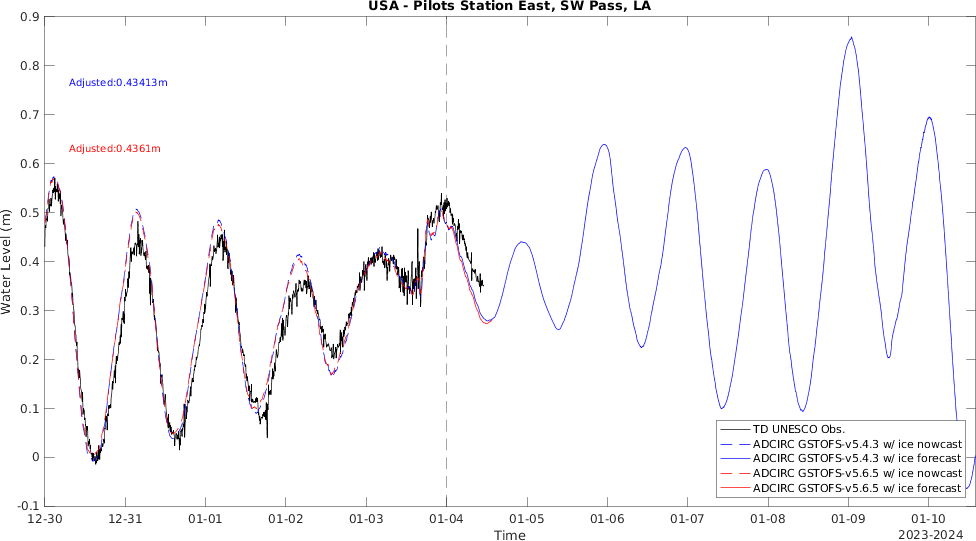 USA - Pilots Station East, SW Pass, LA
0.9
0.8
0.7
0.6
0.5
0.4
0.3
0.2
0.1
0
-0.1
Water Level (m)
Adjusted:0.43413m
Adjusted:0.4361m
TD UNESCO Obs.
ADCIRC GSTOFS-v5.4.3 w/ ice nowcast
ADCIRC GSTOFS-v5.4.3 w/ ice forecast
ADCIRC GSTOFS-v5.6.5 w/ ice nowcast
ADCIRC GSTOFS-v5.6.5 w/ ice forecast
12-30 12-31 01-01 01-02 01-03 01-04 01-05 01-06 01-07 01-08 01-09 01-10
Time
2023-2024